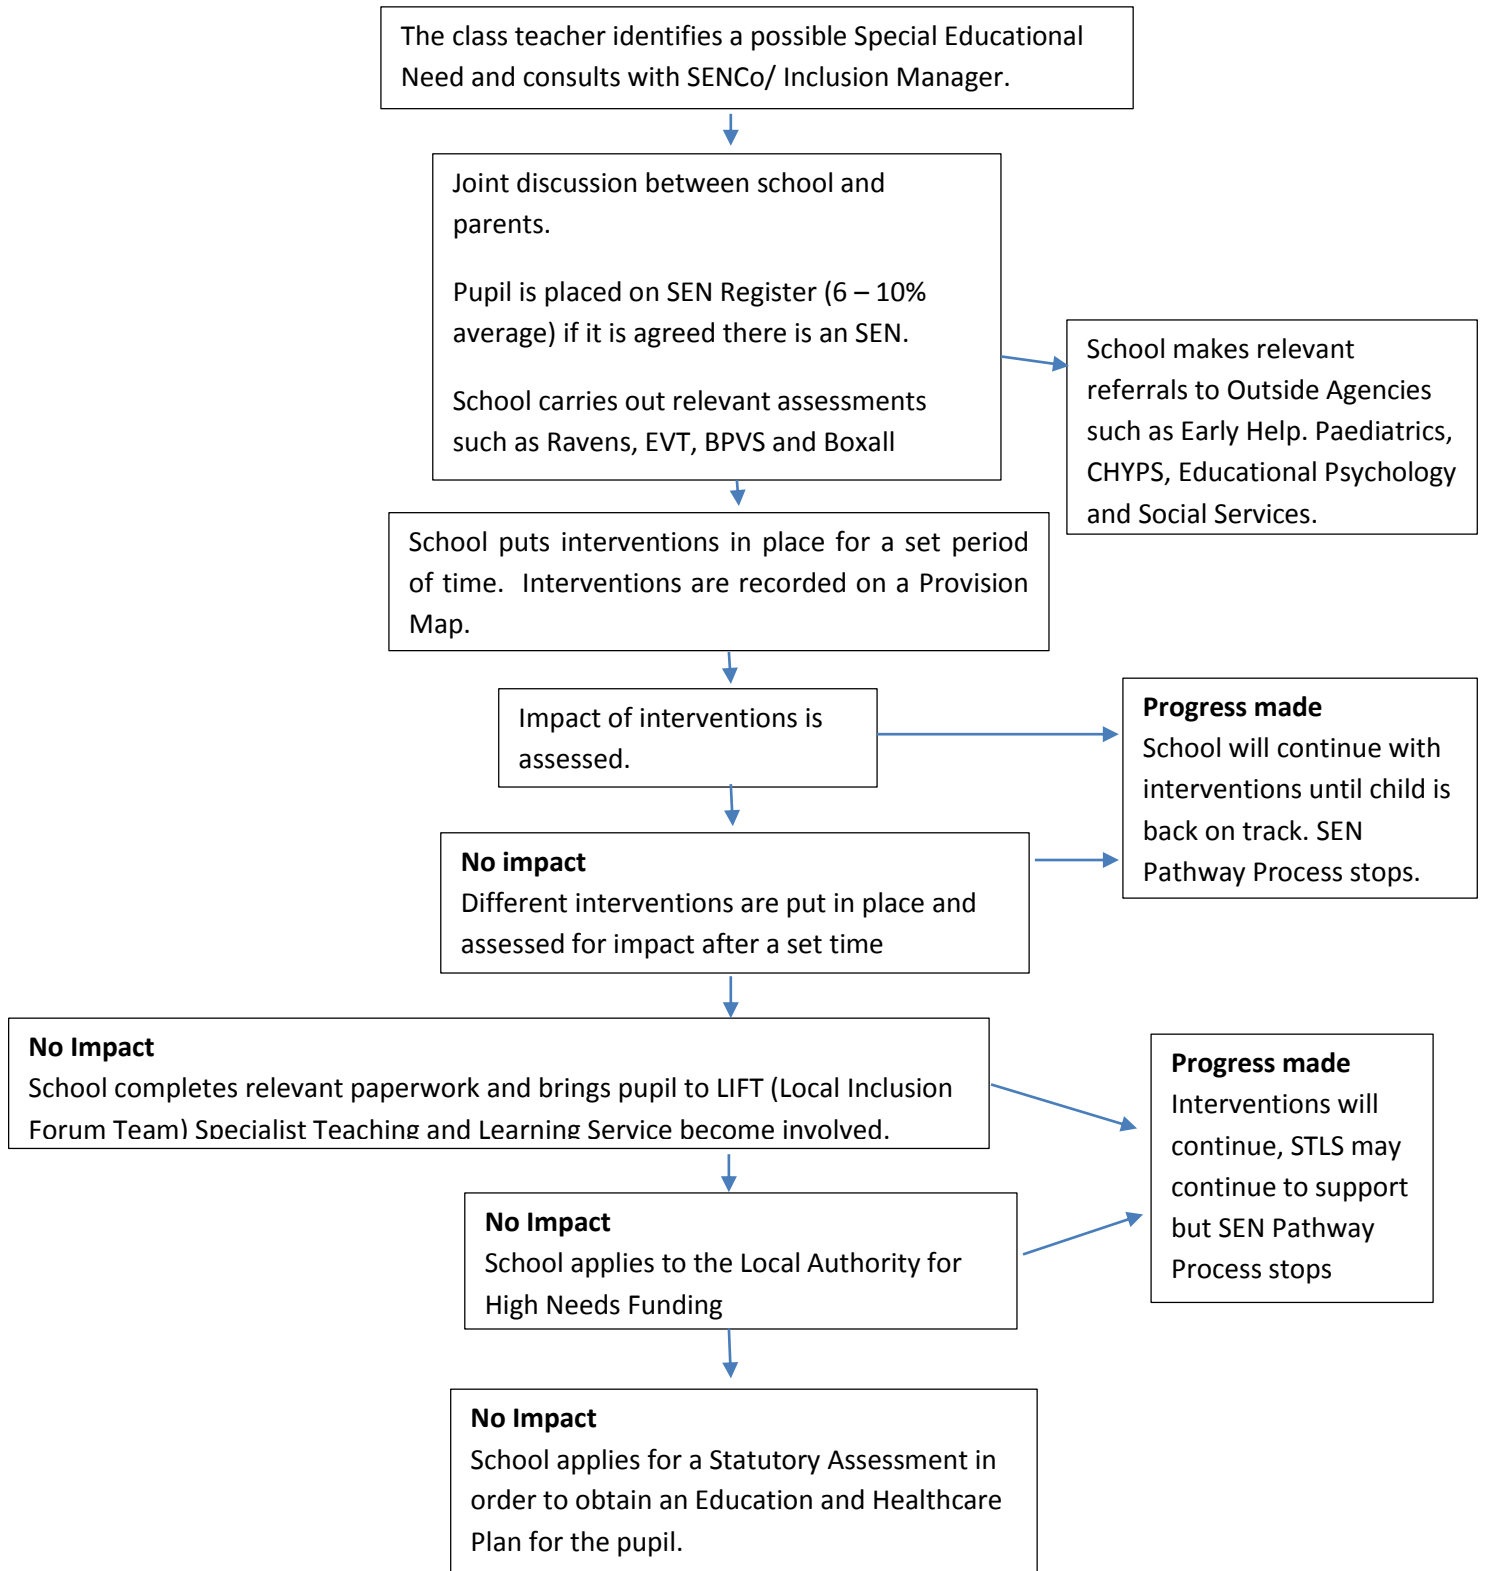 The class teacher identifies a possible Special Educational
Need and consults with SENCo/ Inclusion Manager.
Joint discussion between school and
parents.
Pupil is placed on SEN Register (6 – 10%
average) if it is agreed there is an SEN.
School carries out relevant assessments
such as Ravens, EVT, BPVS and Boxall
School makes relevant
referrals to Outside Agencies
such as Early Help. Paediatrics,
CHYPS, Educational Psychology
and Social Services.
School puts interventions in place for a set period
of time.  Interventions are recorded on a Provision
Map.
Impact of interventions is
assessed.
Progress made
School will continue with
interventions until child is
back on track. SEN
Pathway Process stops.
No impact
Different interventions are put in place and
assessed for impact after a set time
No Impact
School completes relevant paperwork and brings pupil to LIFT (Local Inclusion
Forum Team) Specialist Teaching and Learning Service become involved.
Progress made
Interventions will
continue, STLS may
continue to support
but SEN Pathway
Process stops
No Impact
School applies to the Local Authority for
High Needs Funding
No Impact
School applies for a Statutory Assessment in
order to obtain an Education and Healthcare
Plan for the pupil.